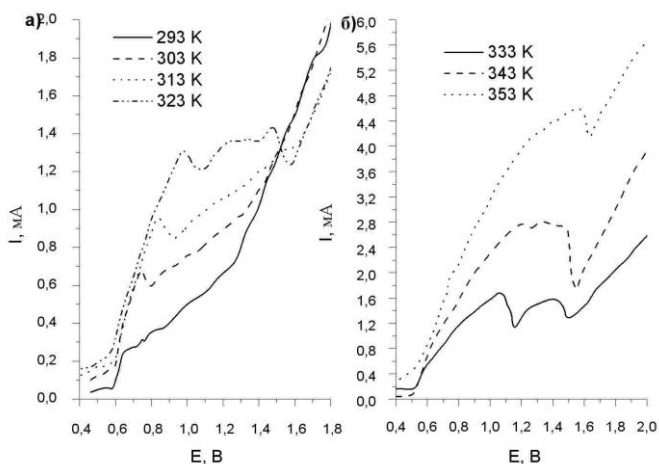 а)
293 K
303 K
313 K
323 K
I, мА
2,0
1,8
1,6
1,4
1,2
1,0
0,8
0,6
0,4
0,2
0,0
0,4 0,6 0,8 1,0 1,2 1,4 1,6 1,8
E, В
б)
333 K
343 K
353 K
I, мА
6,0
5,6
5,2
4,8
4,4
4,0
3,6
3,2
2,8
2,4
2,0
1,6
1,2
0,8
0,4
0,0
0,4 0,6 0,8 1,0 1,2 1,4 1,6 1,8 2,0
E, В